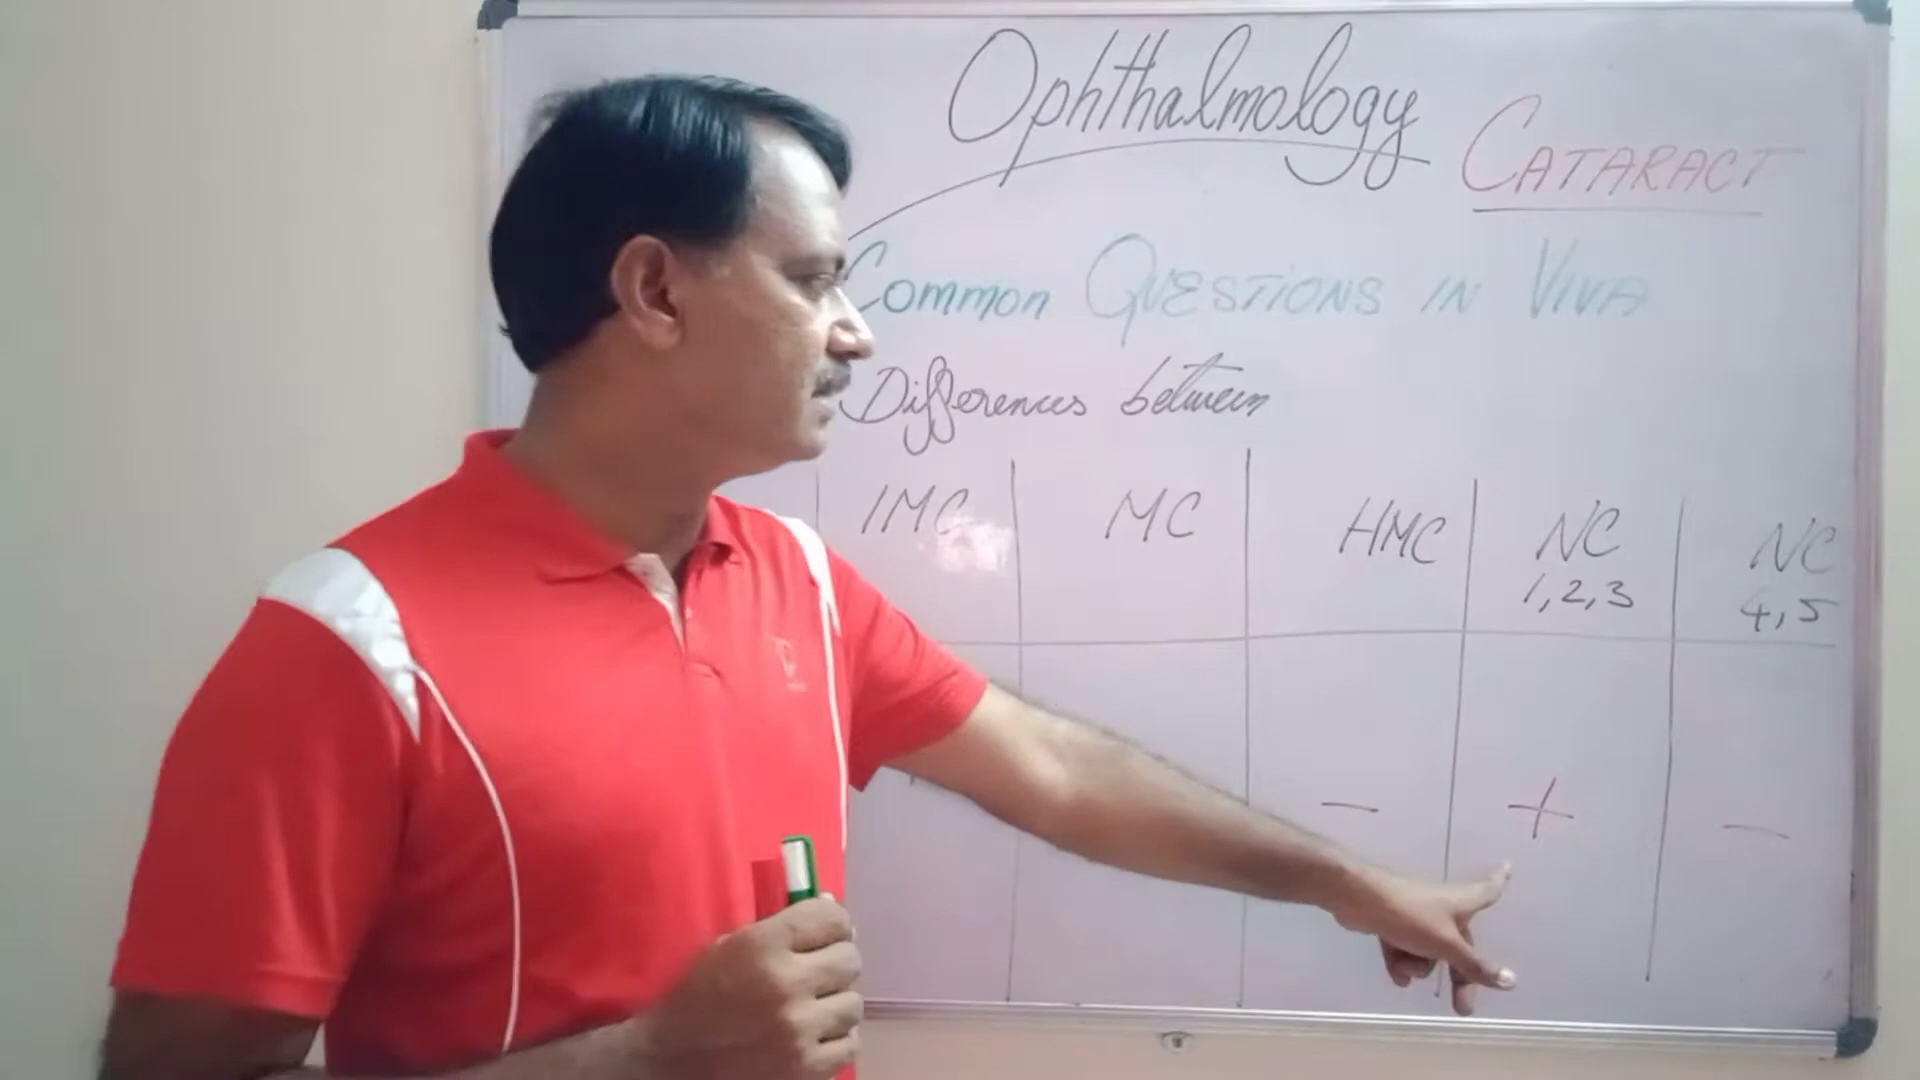 Ophthalmology
CATARACT
COMMON QUESTIONS IN VIVA
Differences between
IMC MC HMC NC NC
1,2,3 4,5
− + −